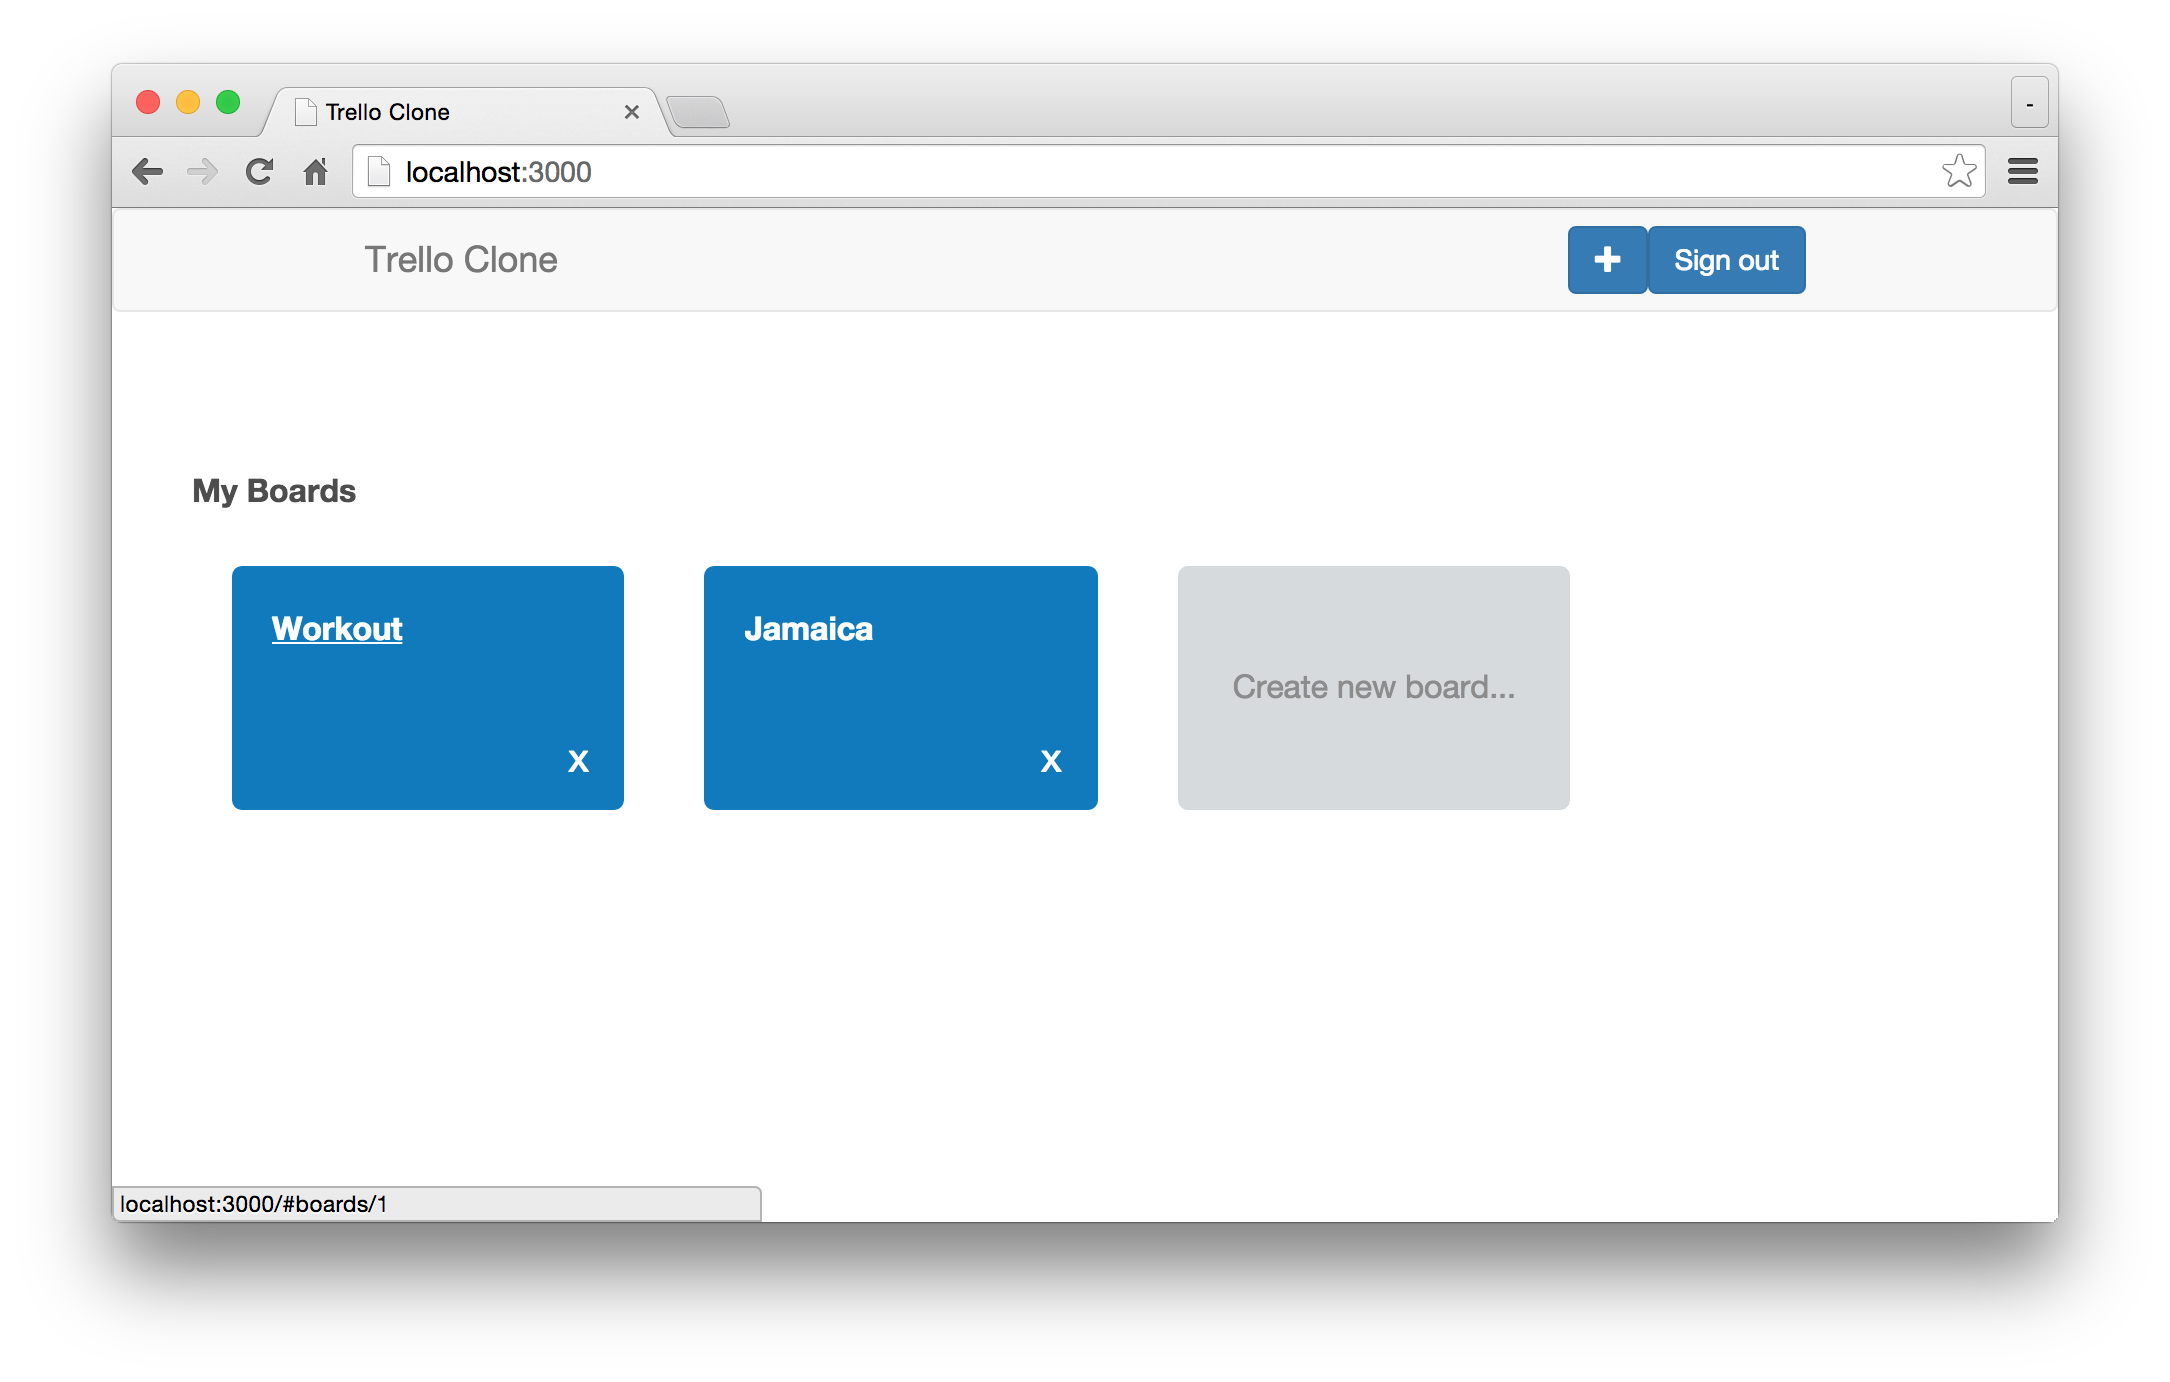 Trello Clone
localhost:3000
Trello Clone
Sign out
My Boards
Workout
Jamaica
Create new board...
X
X
localhost:3000/#boards/1